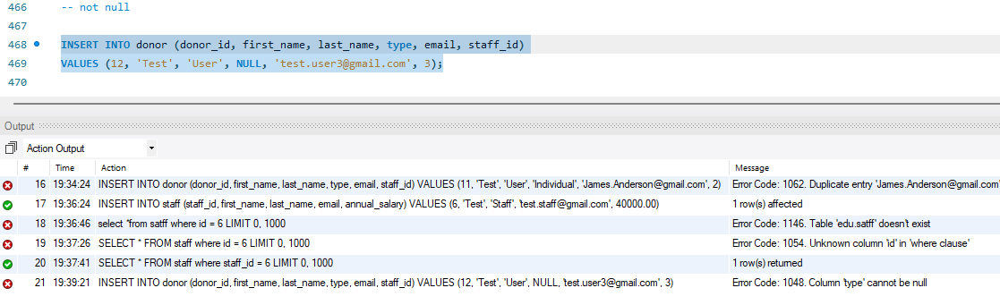 466 -- not null
467
468 INSERT INTO donor (donor_id, first_name, last_name, type, email, staff_id)
469 VALUES (12, 'Test', 'User', NULL, 'test.user3@gmail.com', 3);
470
Output
Action Output
# Time Action Message
16 19:34:24 INSERT INTO donor (donor_id, first_name, last_name, type, email, staff_id) VALUES (11, 'Test', 'User', 'Individual', 'James.Anderson@gmail.com', 2) Error Code: 1062. Duplicate entry 'James.Anderson@gmail.com'
17 19:36:24 INSERT INTO staff (staff_id, first_name, last_name, email, annual_salary) VALUES (6, 'Test', 'Staff', 'test.staff@gmail.com', 40000.00) 1 row(s) affected
18 19:36:46 select *from satff where id = 6 LIMIT 0, 1000 Error Code: 1146. Table 'edu.satff' doesn't exist
19 19:37:26 SELECT * FROM staff where id = 6 LIMIT 0, 1000 Error Code: 1054. Unknown column 'id' in 'where clause'
20 19:37:41 SELECT * FROM staff where staff_id = 6 LIMIT 0, 1000 1 row(s) returned
21 19:39:21 INSERT INTO donor (donor_id, first_name, last_name, type, email, staff_id) VALUES (12, 'Test', 'User', NULL, 'test.user3@gmail.com', 3) Error Code: 1048. Column 'type' cannot be null